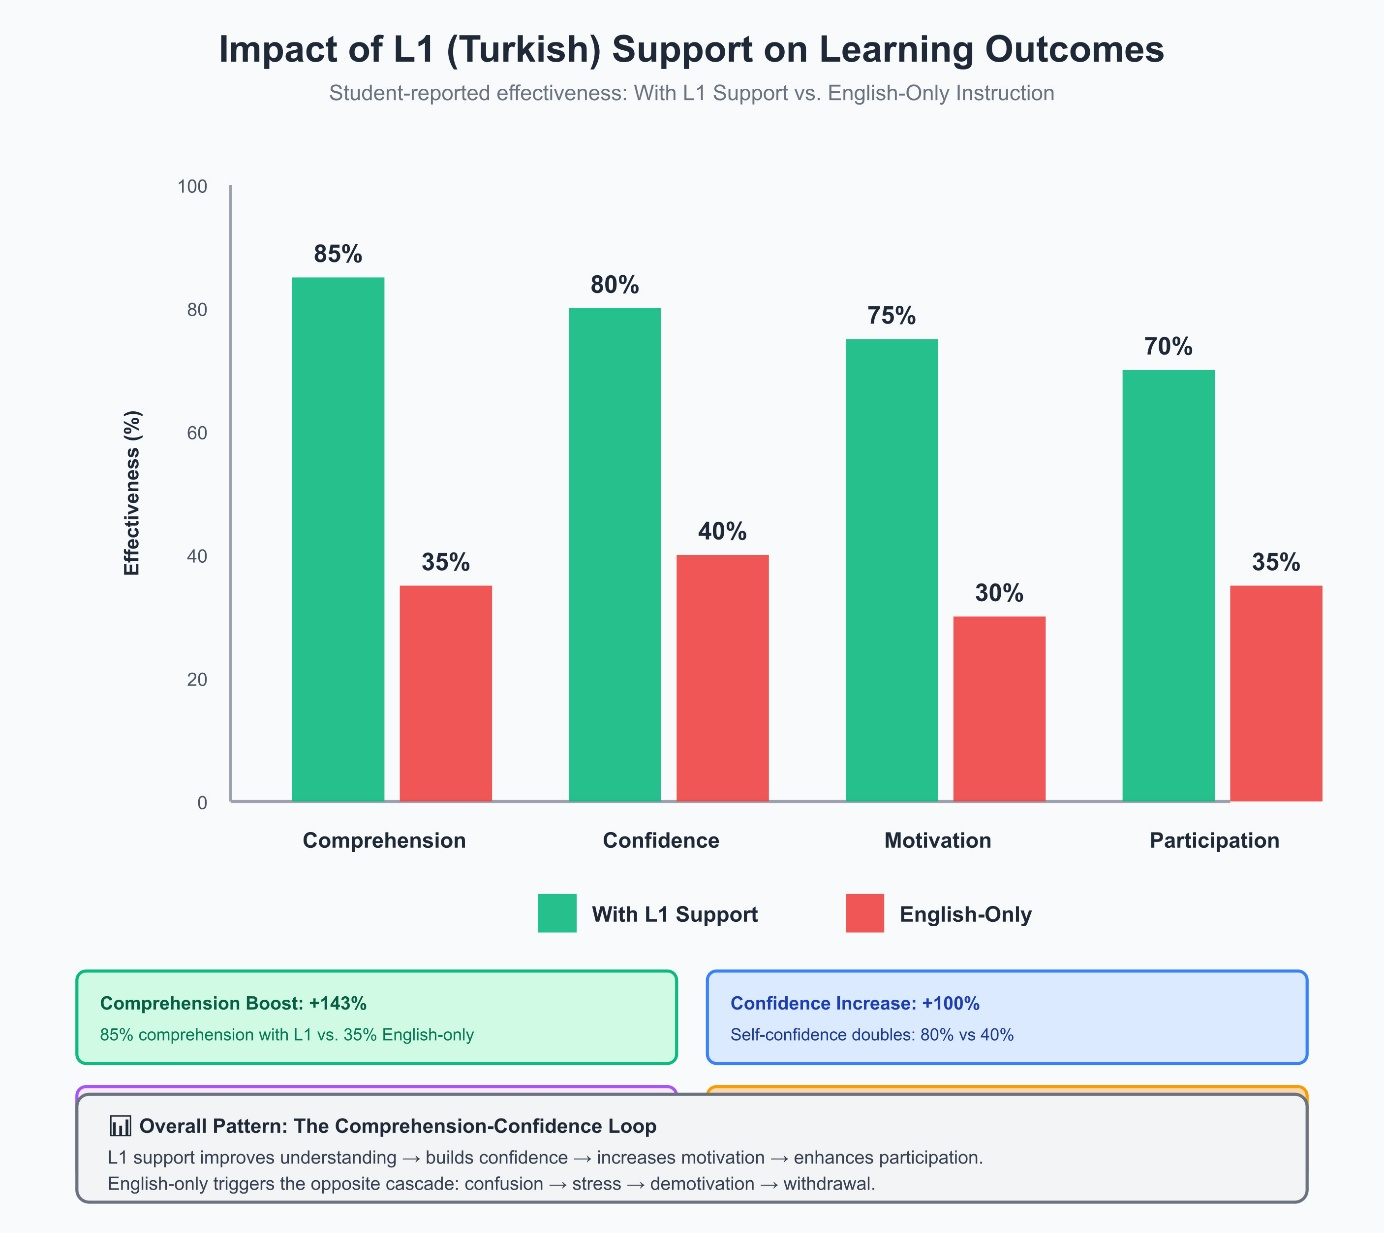 Impact of L1 (Turkish) Support on Learning Outcomes
Student-reported effectiveness: With L1 Support vs. English-Only Instruction
Effectiveness (%)
100
80
60
40
20
0
85%
35%
80%
40%
75%
30%
70%
35%
Comprehension
Confidence
Motivation
Participation
With L1 Support
English-Only
Comprehension Boost: +143%
85% comprehension with L1 vs. 35% English-only
Confidence Increase: +100%
Self-confidence doubles: 80% vs 40%
Overall Pattern: The Comprehension-Confidence Loop
L1 support improves understanding → builds confidence → increases motivation → enhances participation.
English-only triggers the opposite cascade: confusion → stress → demotivation → withdrawal.